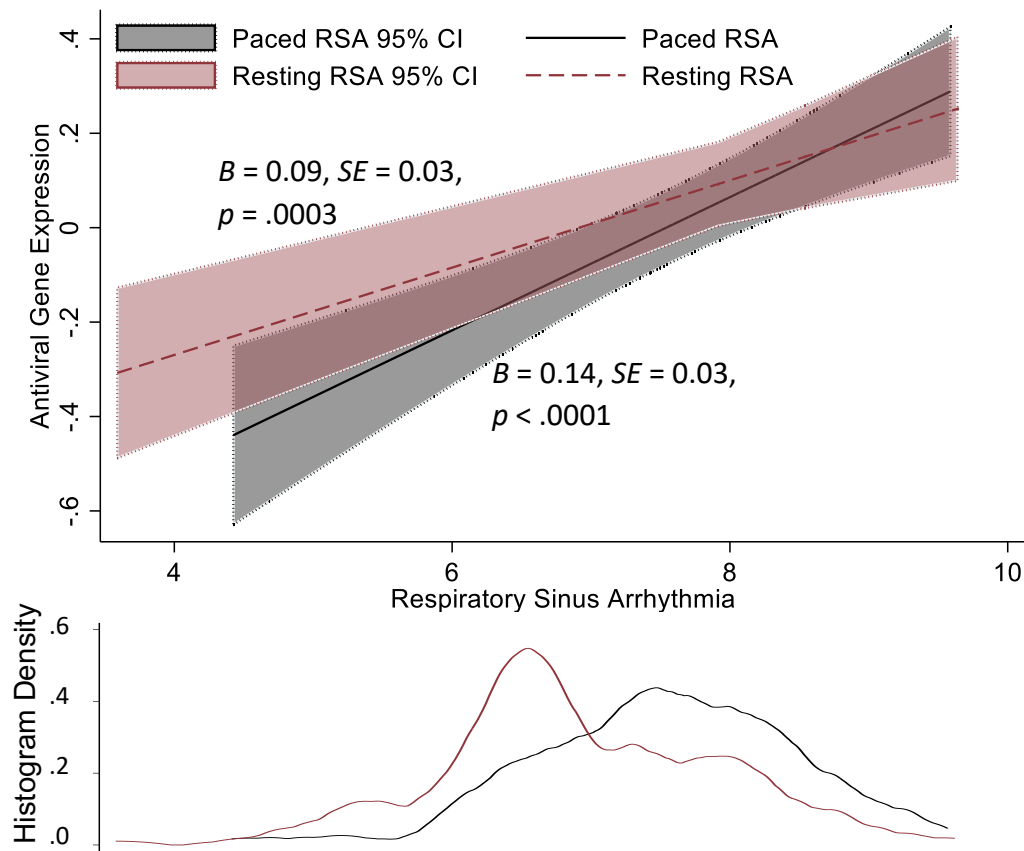 Paced RSA 95% CI
Paced RSA
Resting RSA 95% CI
Resting RSA
.4
.2
0
-.2
-.4
-.6
Antiviral Gene Expression
B = 0.09, SE = 0.03,
p = .0003
B = 0.14, SE = 0.03,
p < .0001
4
6
8
10
Respiratory Sinus Arrhythmia
.6
.4
.2
.0
Histogram Density